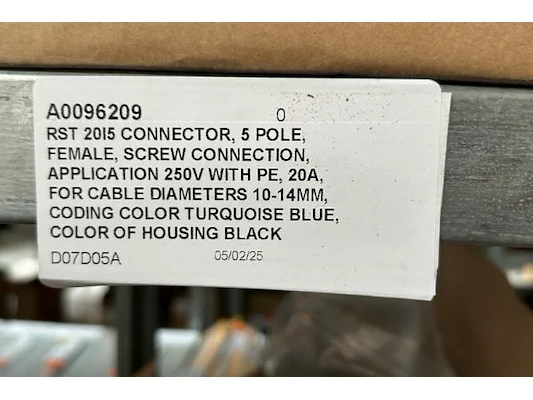 A0096209 0
RST 20I5 CONNECTOR, 5 POLE,
FEMALE, SCREW CONNECTION,
APPLICATION 250V WITH PE, 20A,
FOR CABLE DIAMETERS 10-14MM,
CODING COLOR TURQUOISE BLUE,
COLOR OF HOUSING BLACK
D07D05A 05/02/25